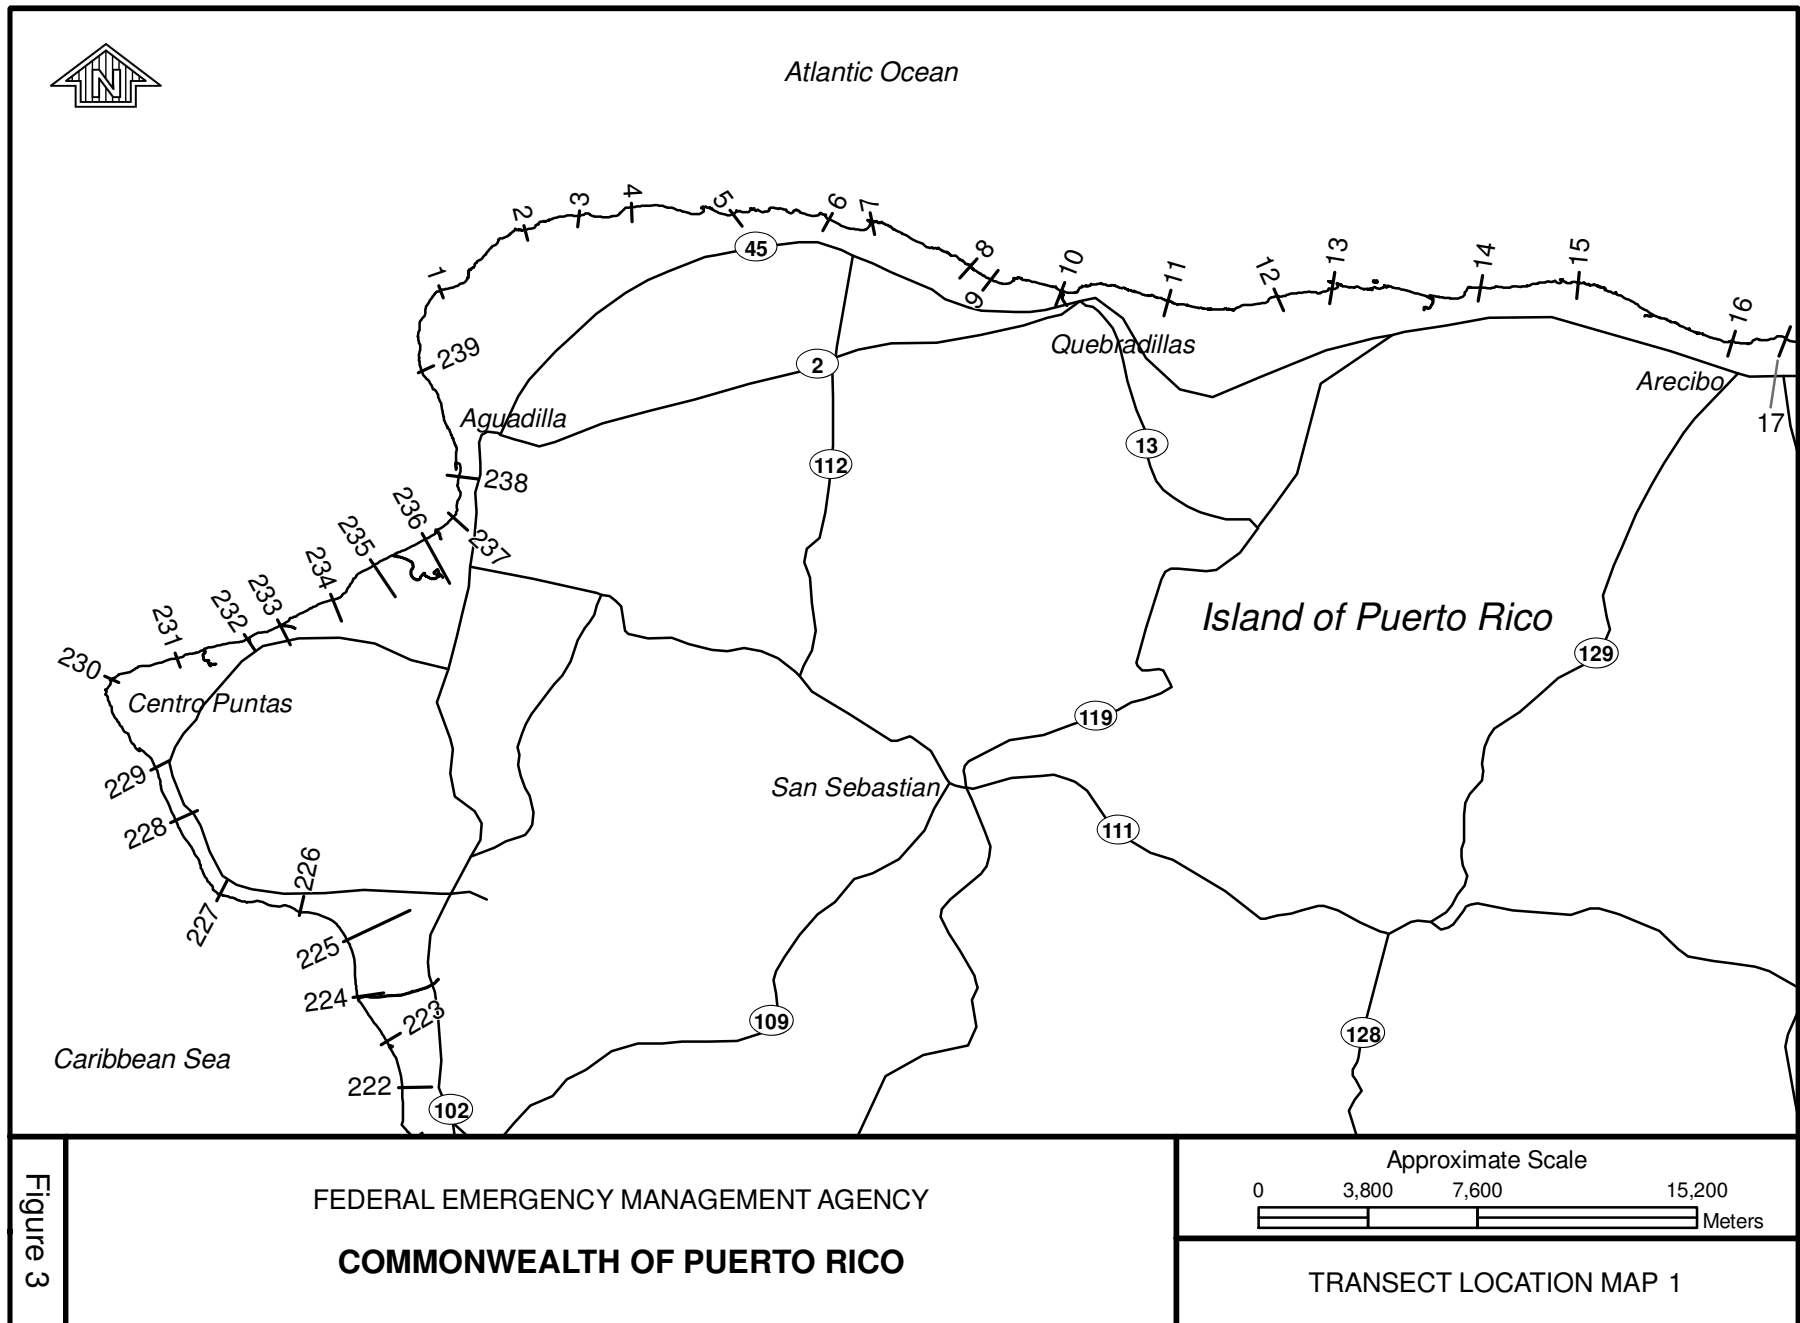 N
Atlantic Ocean
1
2
3
4
5
6
7
8
9
10
11
12
13
14
15
16
17
45
2
112
13
119
129
111
109
128
102
Quebradillas
Arecibo
Aguadilla
Island of Puerto Rico
Centro Puntas
San Sebastian
Caribbean Sea
239
238
237
236
235
234
233
232
231
230
229
228
227
226
225
224
223
222
Figure 3
FEDERAL EMERGENCY MANAGEMENT AGENCY
COMMONWEALTH OF PUERTO RICO
Approximate Scale
0 3,800 7,600 15,200
Meters
TRANSECT LOCATION MAP 1